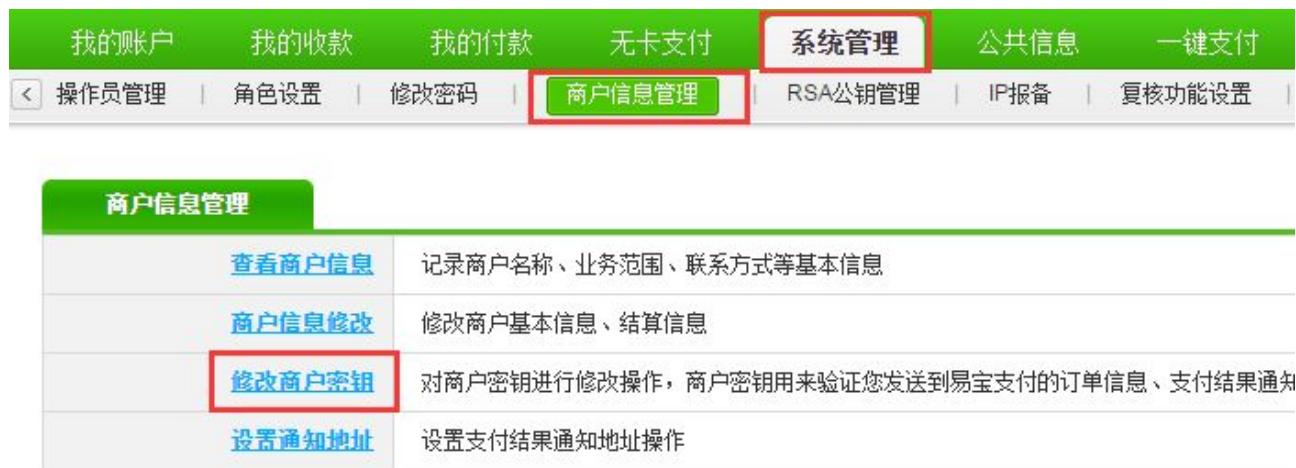 我的账户 我的收款 我的付款 无卡支付 系统管理 公共信息 一键支付
< 操作员管理 | 角色设置 | 修改密码 | 商户信息管理 | RSA公钥管理 | IP报备 | 复核功能设置 |
商户信息管理
查看商户信息 记录商户名称、业务范围、联系方式等基本信息
商户信息修改 修改商户基本信息、结算信息
修改商户密钥 对商户密钥进行修改操作，商户密钥用来验证您发送到易宝支付的订单信息、支付结果通知
设置通知地址 设置支付结果通知地址操作